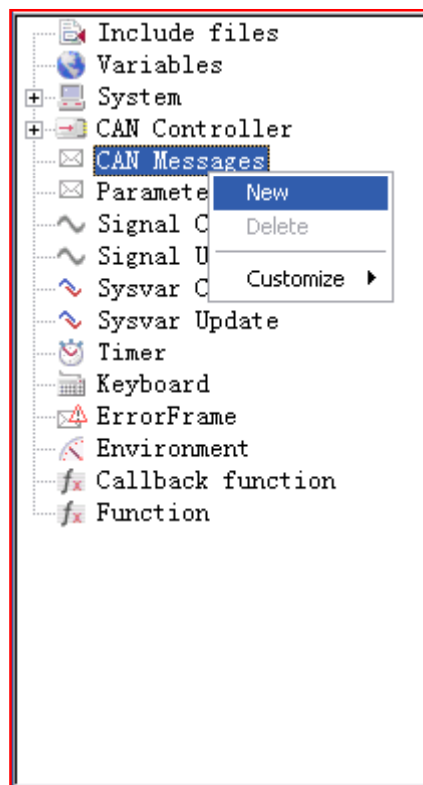 Include files
Variables
System
CAN Controller
CAN Messages
Paramete
New
Signal C
Delete
Signal U
Sysvar C
Customize
Sysvar Update
Timer
Keyboard
ErrorFrame
Environment
Callback function
Function